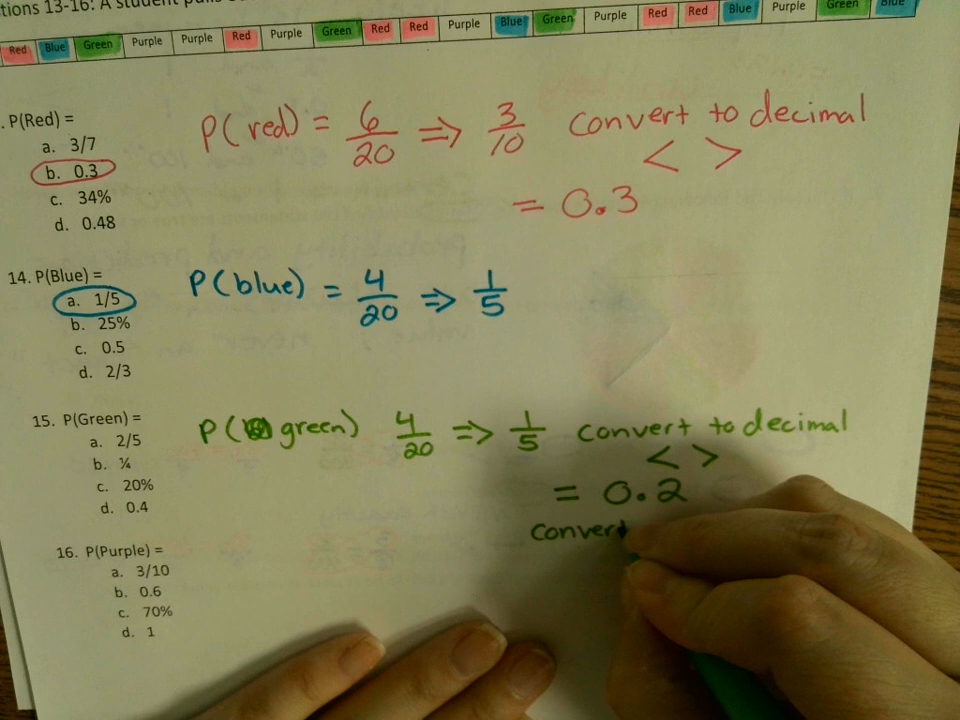 tions 13-16: A student pulls
Red Blue Green Purple Purple Red Purple Green Red Red Purple Blue Green Purple Red Red Blue Purple Green Blue
. P(Red) =
a. 3/7
b. 0.3
c. 34%
d. 0.48
P(red) = 6/20 => 3/10 convert to decimal
< >
= 0.3
14. P(Blue) =
a. 1/5
b. 25%
c. 0.5
d. 2/3
P(blue) = 4/20 => 1/5
15. P(Green) =
a. 2/5
b. ¼
c. 20%
d. 0.4
P( green) 4/20 => 1/5 convert to decimal
< >
= 0.2
Convert
16. P(Purple) =
a. 3/10
b. 0.6
c. 70%
d. 1